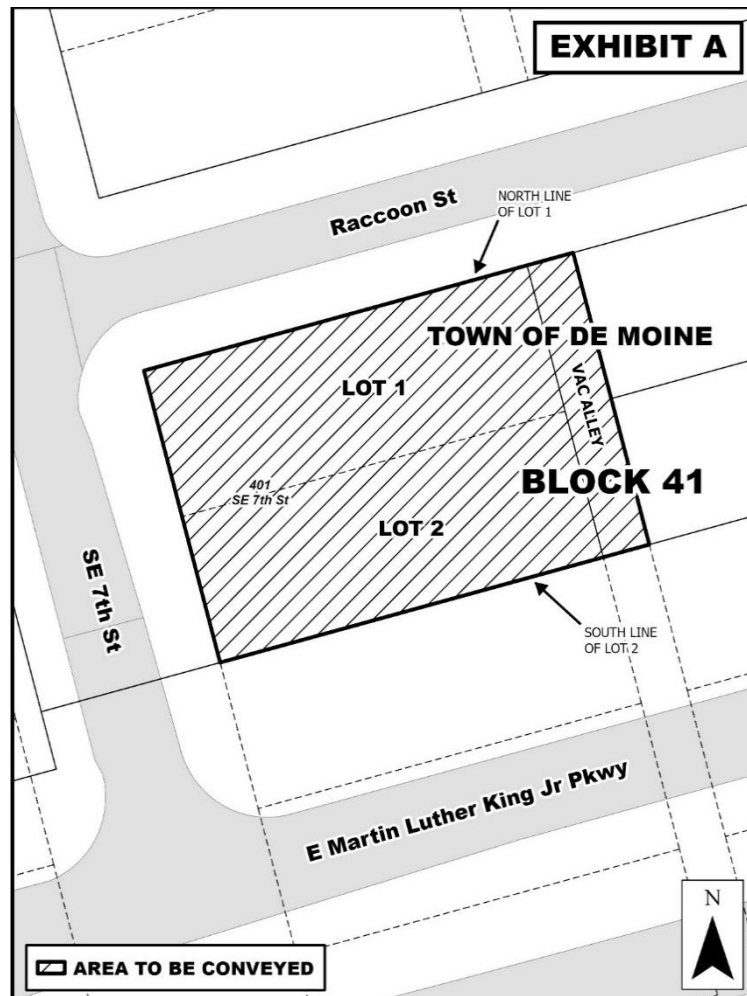 EXHIBIT A
Raccoon St
NORTH LINE
OF LOT 1
TOWN OF DE MOINE
LOT 1
VAC ALLEY
401
SE 7th St
BLOCK 41
LOT 2
SE 7th St
SOUTH LINE
OF LOT 2
E Martin Luther King Jr Pkwy
N
AREA TO BE CONVEYED